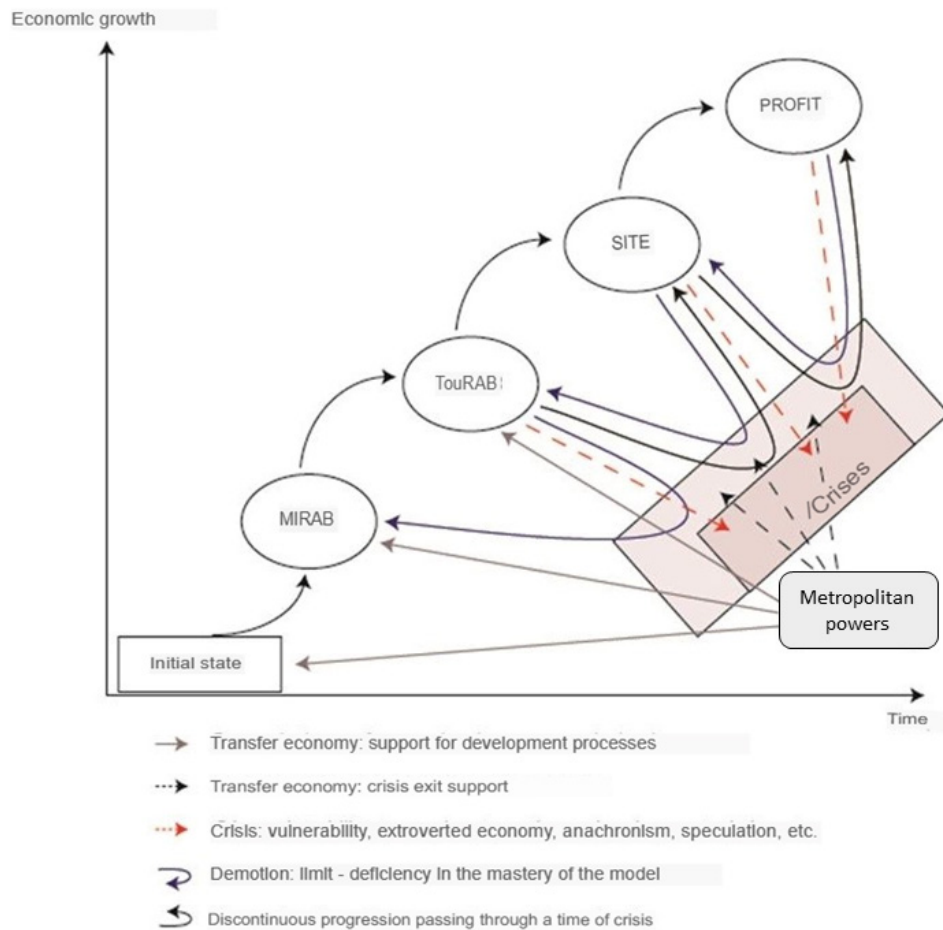 Economic growth
PROFIT
SITE
TouRAB
MIRAB
/Crises
Metropolitan
powers
Initial state
Time
Transfer economy: support for development processes
Transfer economy: crisis exit support
Crisis: vulnerability, extroverted economy, anachronism, speculation, etc.
Demotion: limit - deficiency in the mastery of the model
Discontinuous progression passing through a time of crisis